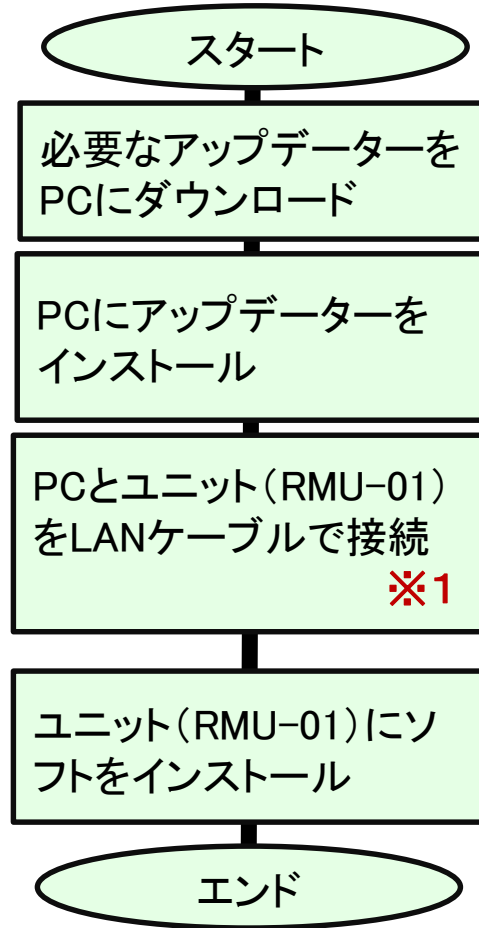 スタート
必要なアップデーターを
PCにダウンロード
PCにアップデーターを
インストール
PCとユニット（RMU-01）
をLANケーブルで接続
※1
ユニット（RMU-01）にソ
フトをインストール
エンド